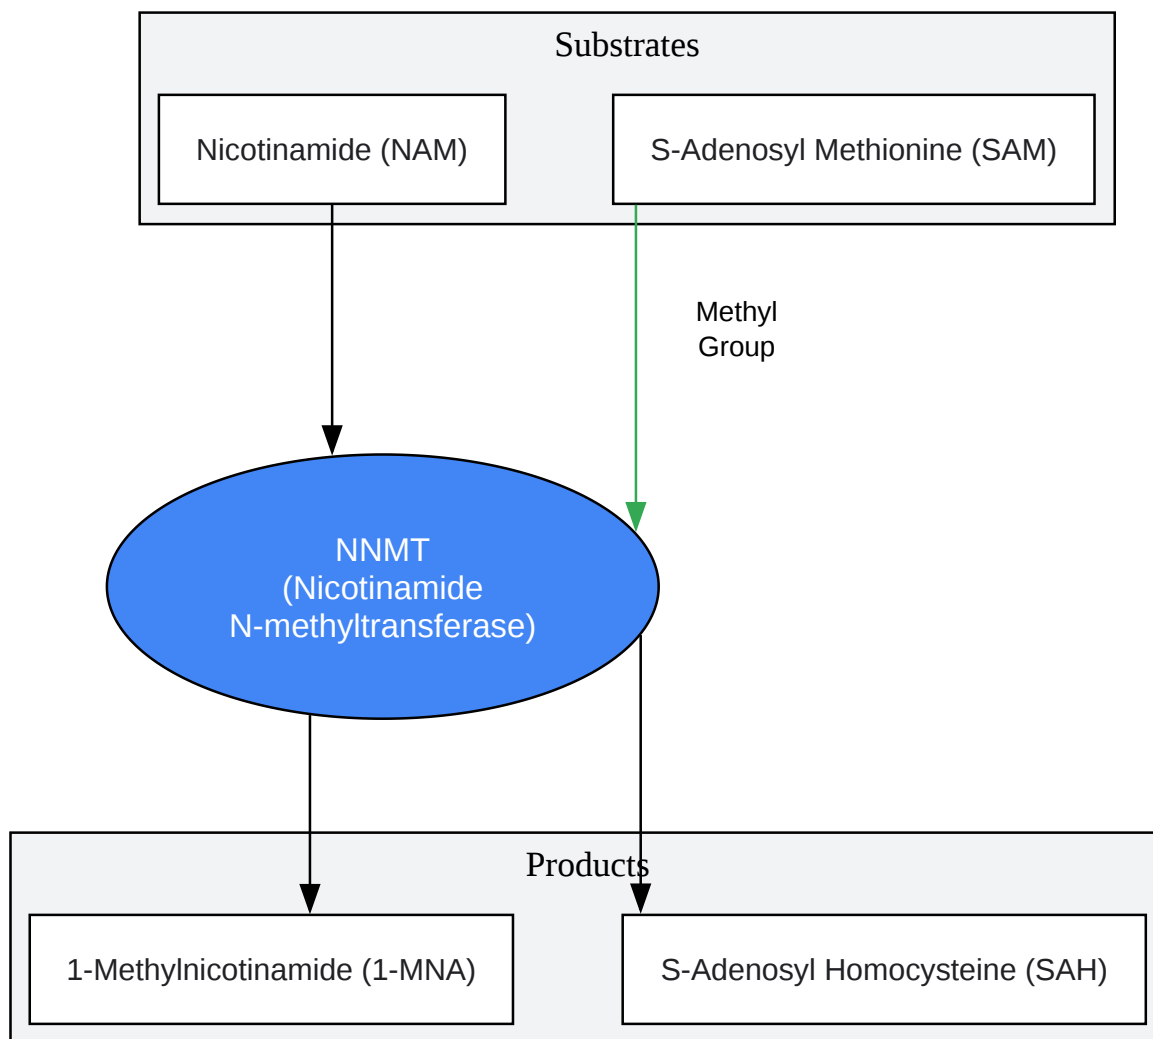 Substrates
Nicotinamide (NAM)
S-Adenosyl Methionine (SAM)
Methyl
Group
NNMT
(Nicotinamide
N-methyltransferase)
Products
1-Methylnicotinamide (1-MNA)
S-Adenosyl Homocysteine (SAH)